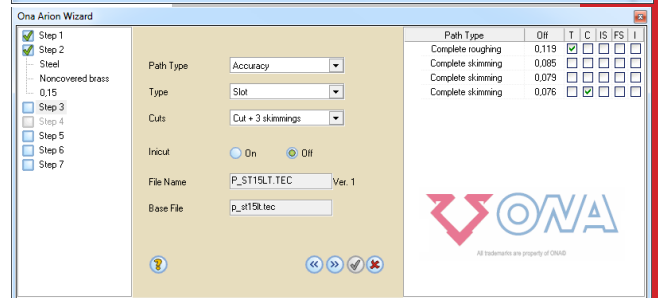 Ona Arion Wizard
Step 1
Step 2
Steel
Noncovered brass
0,15
Step 3
Step 4
Step 5
Step 6
Step 7
Path Type Accuracy
Type Slot
Cuts Cut + 3 skimmings
Inicut On Off
File Name P_ST15LT.TEC Ver. 1
Base File p_st15lt.tec
Path Type Off T C IS FS I
Complete roughing 0,119
Complete skimming 0,085
Complete skimming 0,079
Complete skimming 0,076
ONA
All trademarks are property of ONA®